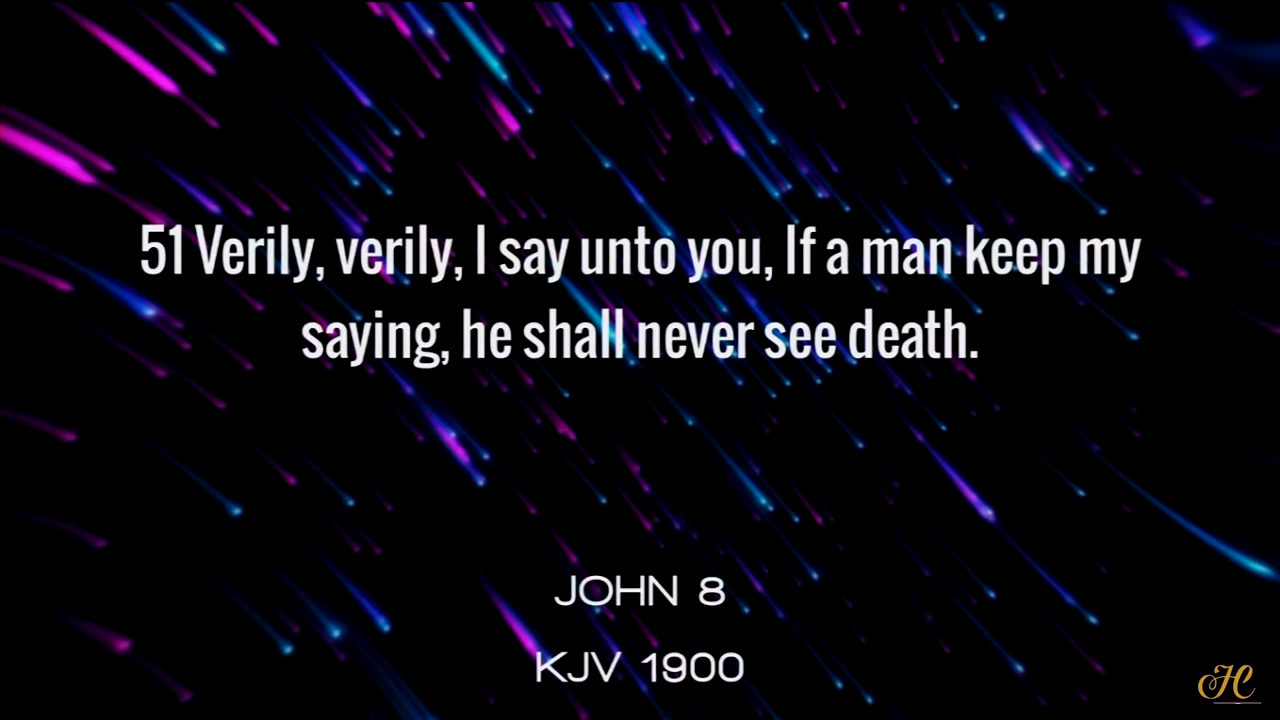 51 Verily, verily, I say unto you, If a man keep my
saying, he shall never see death.
JOHN 8
KJV 1900
HC